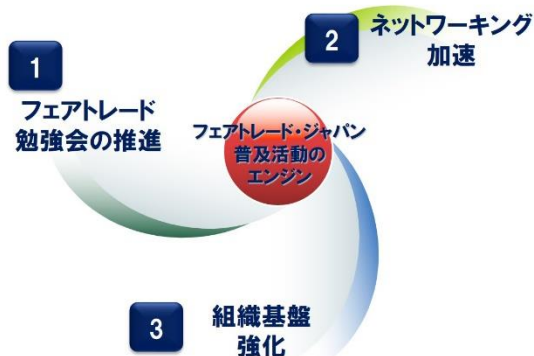 1
フェアトレード
勉強会の推進
2
ネットワーキング
加速
フェアトレード・ジャパン
普及活動の
エンジン
3
組織基盤
強化